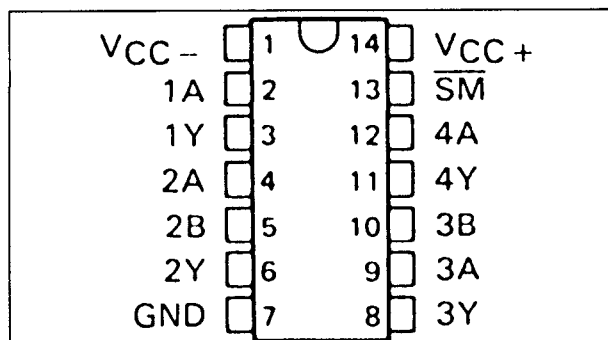 VCC- 1 14 VCC+
1A 2 13 SM
1Y 3 12 4A
2A 4 11 4Y
2B 5 10 3B
2Y 6 9 3A
GND 7 8 3Y